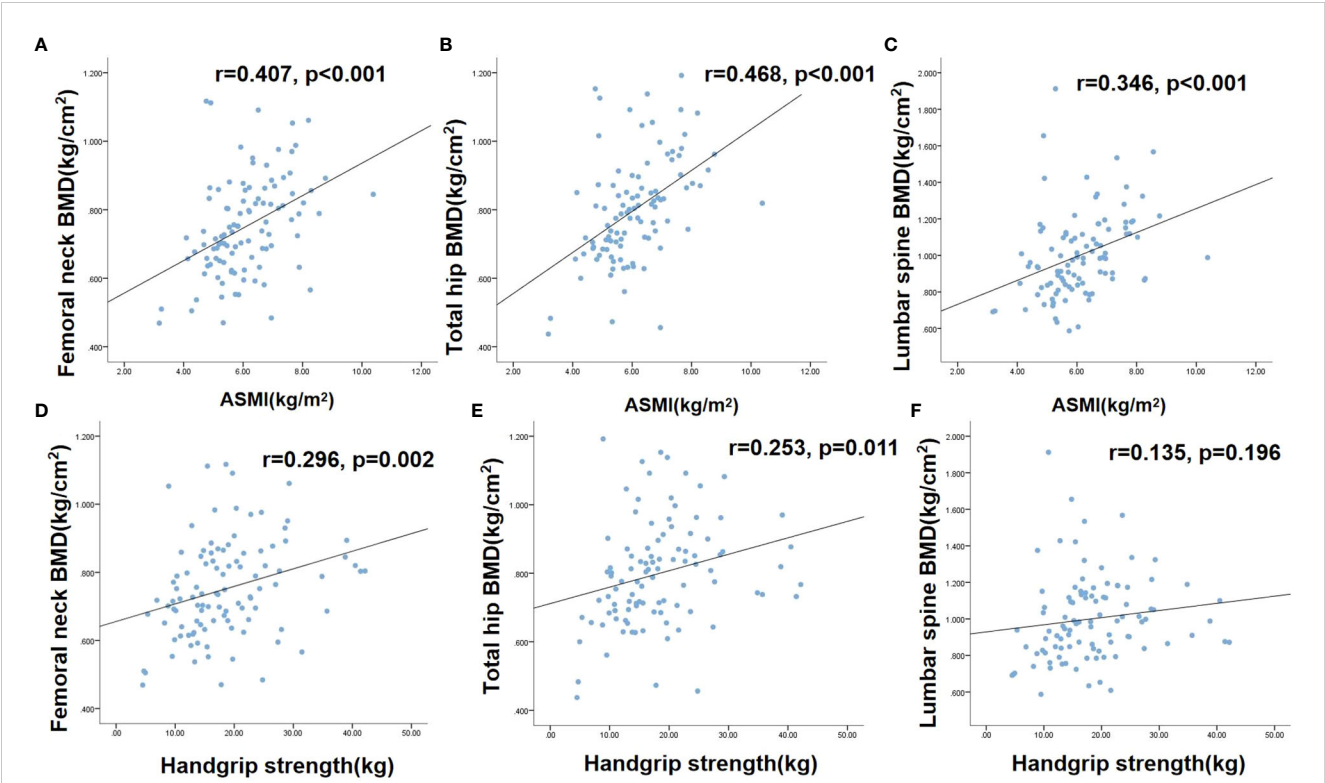 A
r=0.407, p<0.001
Femoral neck BMD(kg/cm²)
1.200
1.000
.800
.600
.400
2.00 4.00 6.00 8.00 10.00 12.00
ASMI(kg/m²)
B
r=0.468, p<0.001
Total hip BMD(kg/cm²)
1.200
1.000
.800
.600
.400
2.00 4.00 6.00 8.00 10.00 12.00
ASMI(kg/m²)
C
r=0.346, p<0.001
Lumbar spine BMD(kg/cm²)
2.000
1.800
1.600
1.400
1.200
1.000
.800
.600
2.00 4.00 6.00 8.00 10.00 12.00
ASMI(kg/m²)
D
r=0.296, p=0.002
Femoral neck BMD(kg/cm²)
1.200
1.000
.800
.600
.400
.00 10.00 20.00 30.00 40.00 50.00
Handgrip strength(kg)
E
r=0.253, p=0.011
Total hip BMD(kg/cm²)
1.200
1.000
.800
.600
.400
.00 10.00 20.00 30.00 40.00 50.00
Handgrip strength(kg)
F
r=0.135, p=0.196
Lumbar spine BMD(kg/cm²)
2.000
1.800
1.600
1.400
1.200
1.000
.800
.600
.00 10.00 20.00 30.00 40.00 50.00
Handgrip strength(kg)